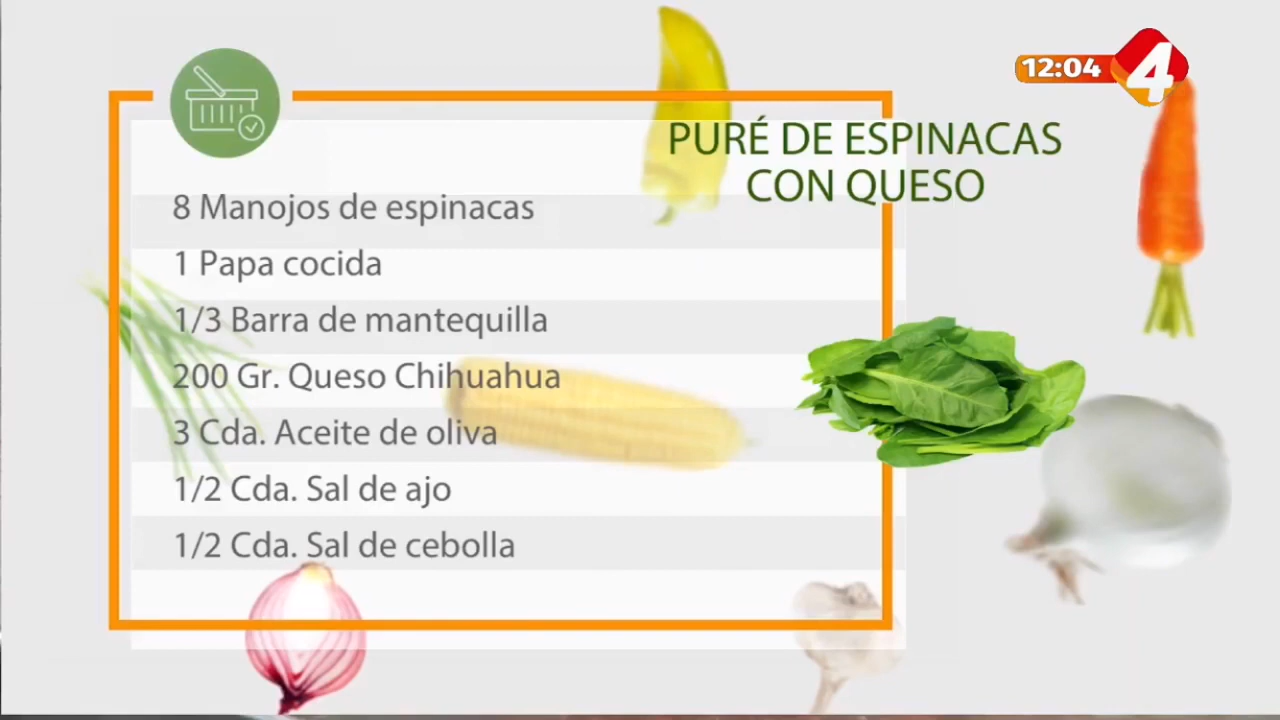 12:04 4
PURÉ DE ESPINACAS
CON QUESO
8 Manojos de espinacas
1 Papa cocida
1/3 Barra de mantequilla
200 Gr. Queso Chihuahua
3 Cda. Aceite de oliva
1/2 Cda. Sal de ajo
1/2 Cda. Sal de cebolla